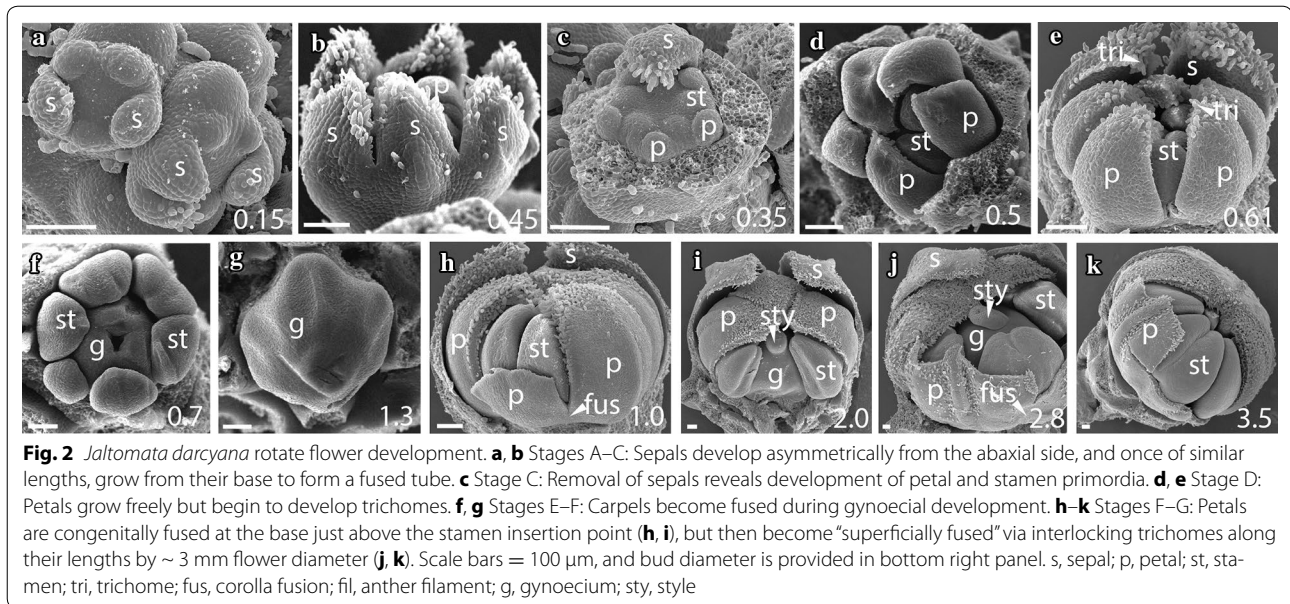 a
s
s
s
s
0.15
b
p
s
s
s
0.45
c
s
st
p
p
0.35
d
p
st
p
0.5
e
tri
s
tri
st
p
p
0.61
f
st
g
st
0.7
g
g
1.3
h
s
p
st
p
p
fus
1.0
i
s
p
sty
p
g
st
2.0
j
s
sty
st
g
p
fus
2.8
k
p
st
3.5
Fig. 2 Jaltomata darcyana rotate flower development. a, b Stages A–C: Sepals develop asymmetrically from the abaxial side, and once of similar
lengths, grow from their base to form a fused tube. c Stage C: Removal of sepals reveals development of petal and stamen primordia. d, e Stage D:
Petals grow freely but begin to develop trichomes. f, g Stages E–F: Carpels become fused during gynoecial development. h–k Stages F–G: Petals
are congenitally fused at the base just above the stamen insertion point (h, i), but then become “superficially fused” via interlocking trichomes along
their lengths by ~ 3 mm flower diameter (j, k). Scale bars = 100 μm, and bud diameter is provided in bottom right panel. s, sepal; p, petal; st, sta-
men; tri, trichome; fus, corolla fusion; fil, anther filament; g, gynoecium; sty, style